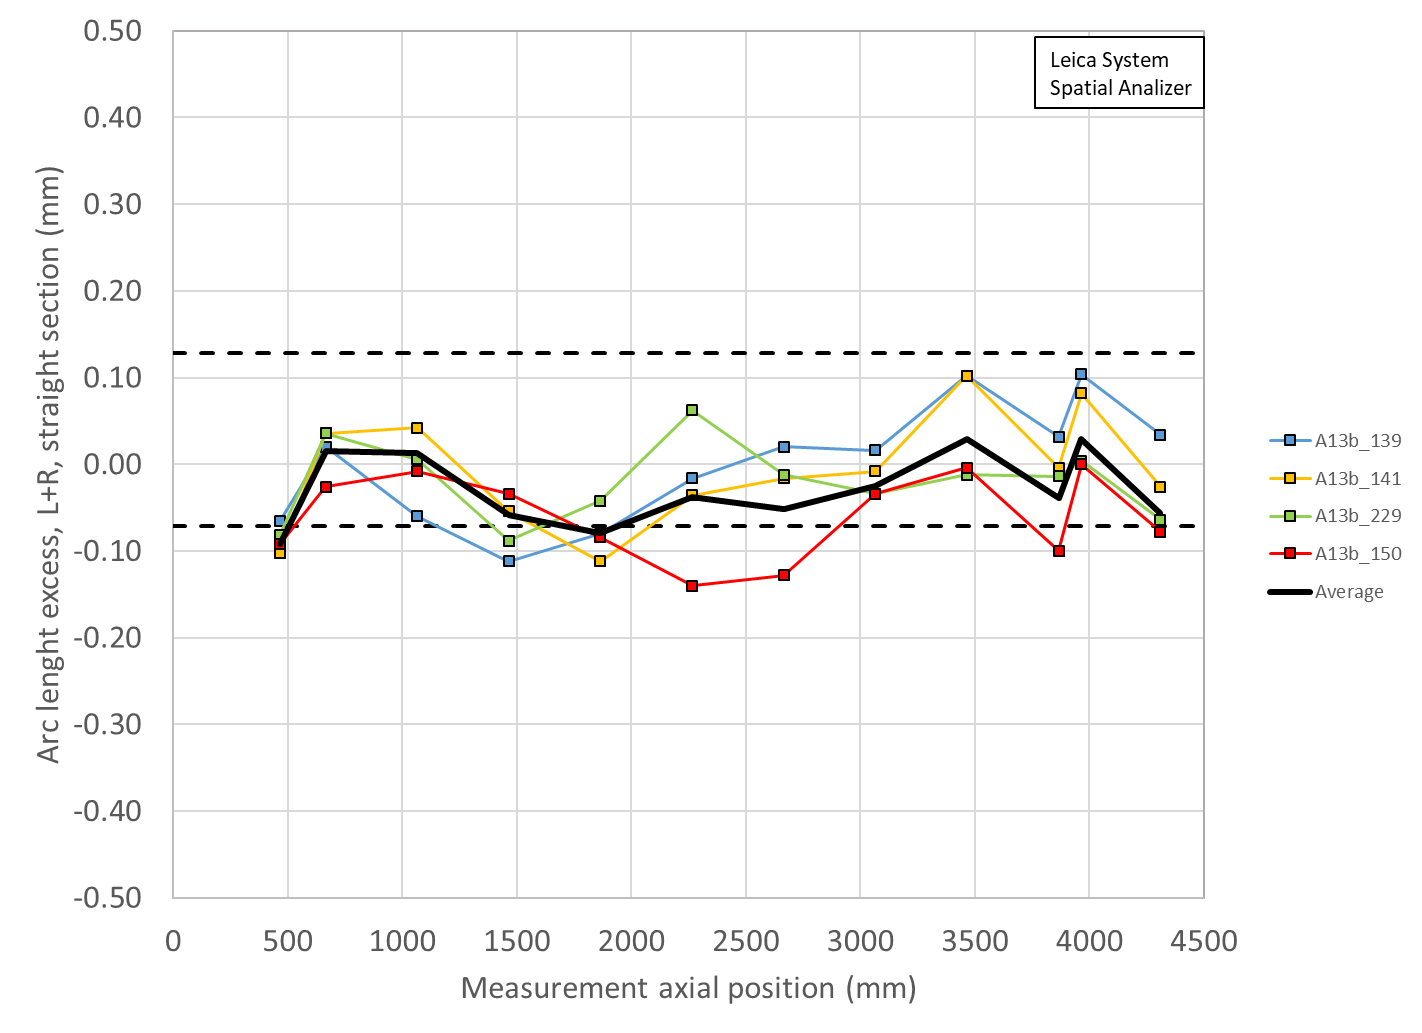 Leica System
Spatial Analizer
0.50
0.40
0.30
0.20
0.10
0.00
-0.10
-0.20
-0.30
-0.40
-0.50
Arc lenght excess, L+R, straight section (mm)
0 500 1000 1500 2000 2500 3000 3500 4000 4500
Measurement axial position (mm)
A13b_139
A13b_141
A13b_229
A13b_150
Average